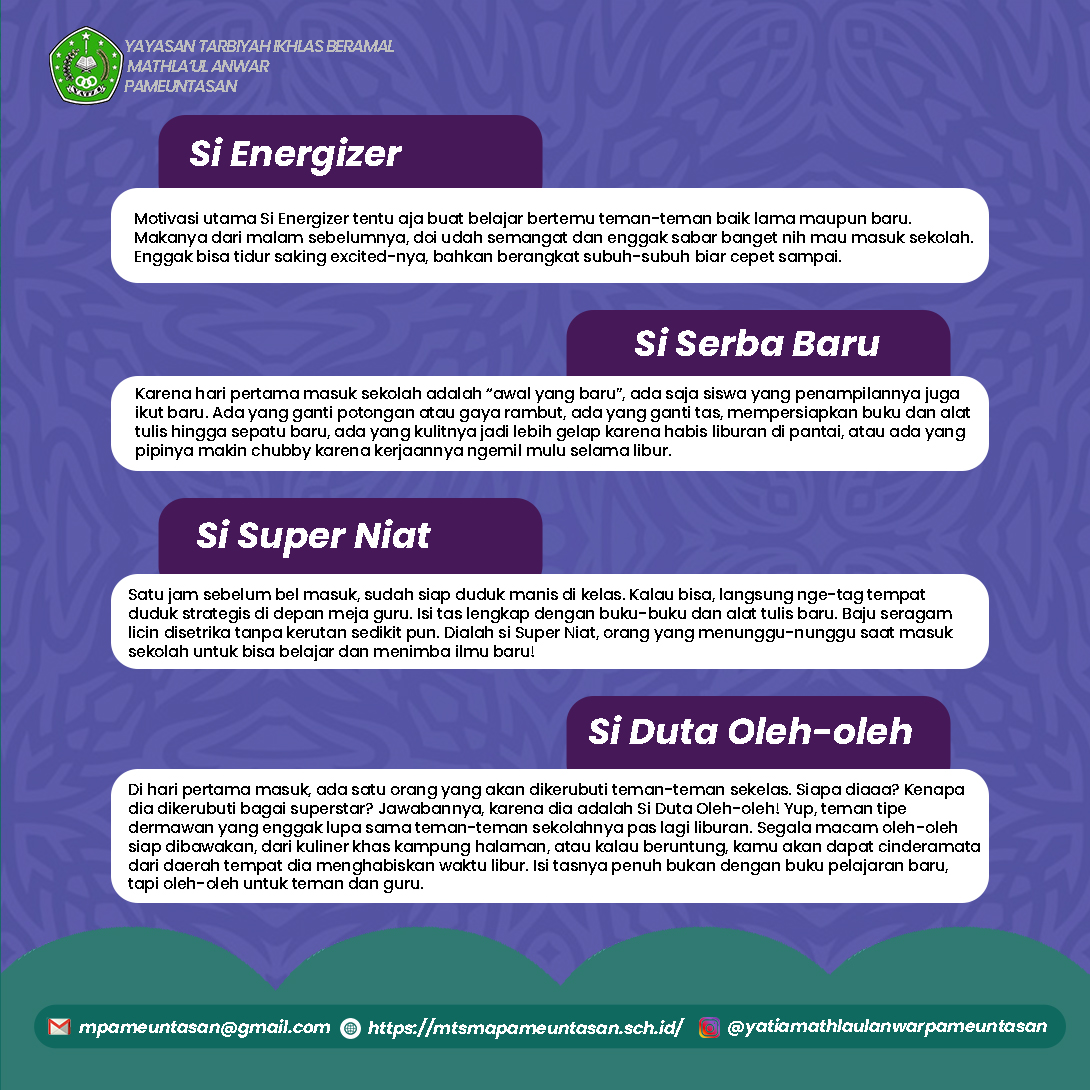 YAYASAN TARBIYAH IKHLAS BERAMAL
MATHLA'UL ANWAR
PAMEUNTASAN
Si Energizer
Motivasi utama Si Energizer tentu aja buat belajar bertemu teman-teman baik lama maupun baru.
Makanya dari malam sebelumnya, doi udah semangat dan enggak sabar banget nih mau masuk sekolah.
Enggak bisa tidur saking excited-nya, bahkan berangkat subuh-subuh biar cepet sampai.
Si Serba Baru
Karena hari pertama masuk sekolah adalah “awal yang baru”, ada saja siswa yang penampilannya juga
ikut baru. Ada yang ganti potongan atau gaya rambut, ada yang ganti tas, mempersiapkan buku dan alat
tulis hingga sepatu baru, ada yang kulitnya jadi lebih gelap karena habis liburan di pantai, atau ada yang
pipinya makin chubby karena kerjaannya ngemil mulu selama libur.
Si Super Niat
Satu jam sebelum bel masuk, sudah siap duduk manis di kelas. Kalau bisa, langsung nge-tag tempat
duduk strategis di depan meja guru. Isi tas lengkap dengan buku-buku dan alat tulis baru. Baju seragam
licin disetrika tanpa kerutan sedikit pun. Dialah si Super Niat, orang yang menunggu-nunggu saat masuk
sekolah untuk bisa belajar dan menimba ilmu baru!
Si Duta Oleh-oleh
Di hari pertama masuk, ada satu orang yang akan dikerubuti teman-teman sekelas. Siapa diaaa? Kenapa
dia dikerubuti bagai superstar? Jawabannya, karena dia adalah Si Duta Oleh-oleh! Yup, teman tipe
dermawan yang enggak lupa sama teman-teman sekolahnya pas lagi liburan. Segala macam oleh-oleh
siap dibawakan, dari kuliner khas kampung halaman, atau kalau beruntung, kamu akan dapat cinderamata
dari daerah tempat dia menghabiskan waktu libur. Isi tasnya penuh bukan dengan buku pelajaran baru,
tapi oleh-oleh untuk teman dan guru.
mpameuntasan@gmail.com https://mtsmapameuntasan.sch.id/ @yatiamathlaulanwarpameuntasan